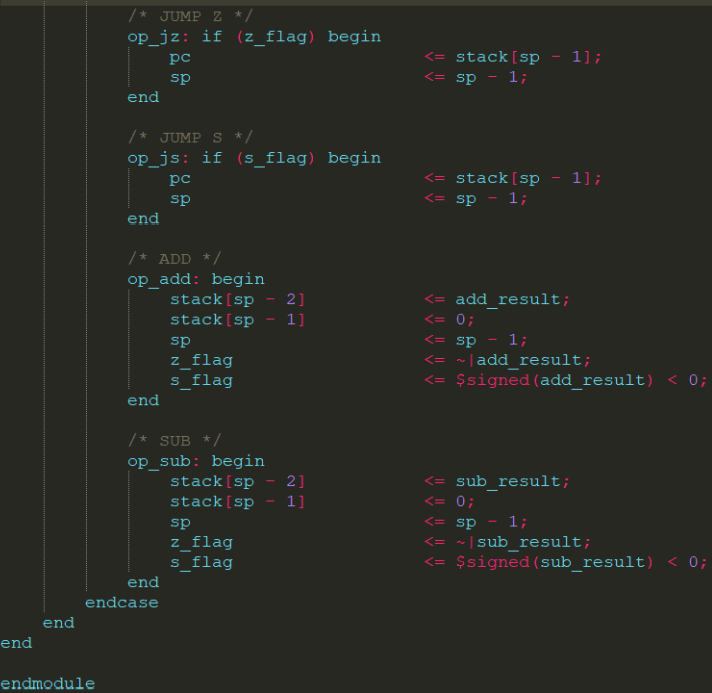 /* JUMP Z */
op_jz: if (z_flag) begin
pc <= stack[sp - 1];
sp <= sp - 1;
end
/* JUMP S */
op_js: if (s_flag) begin
pc <= stack[sp - 1];
sp <= sp - 1;
end
/* ADD */
op_add: begin
stack[sp - 2] <= add_result;
stack[sp - 1] <= 0;
sp <= sp - 1;
z_flag <= ~|add_result;
s_flag <= $signed(add_result) < 0;
end
/* SUB */
op_sub: begin
stack[sp - 2] <= sub_result;
stack[sp - 1] <= 0;
sp <= sp - 1;
z_flag <= ~|sub_result;
s_flag <= $signed(sub_result) < 0;
end
endcase
end
end
endmodule